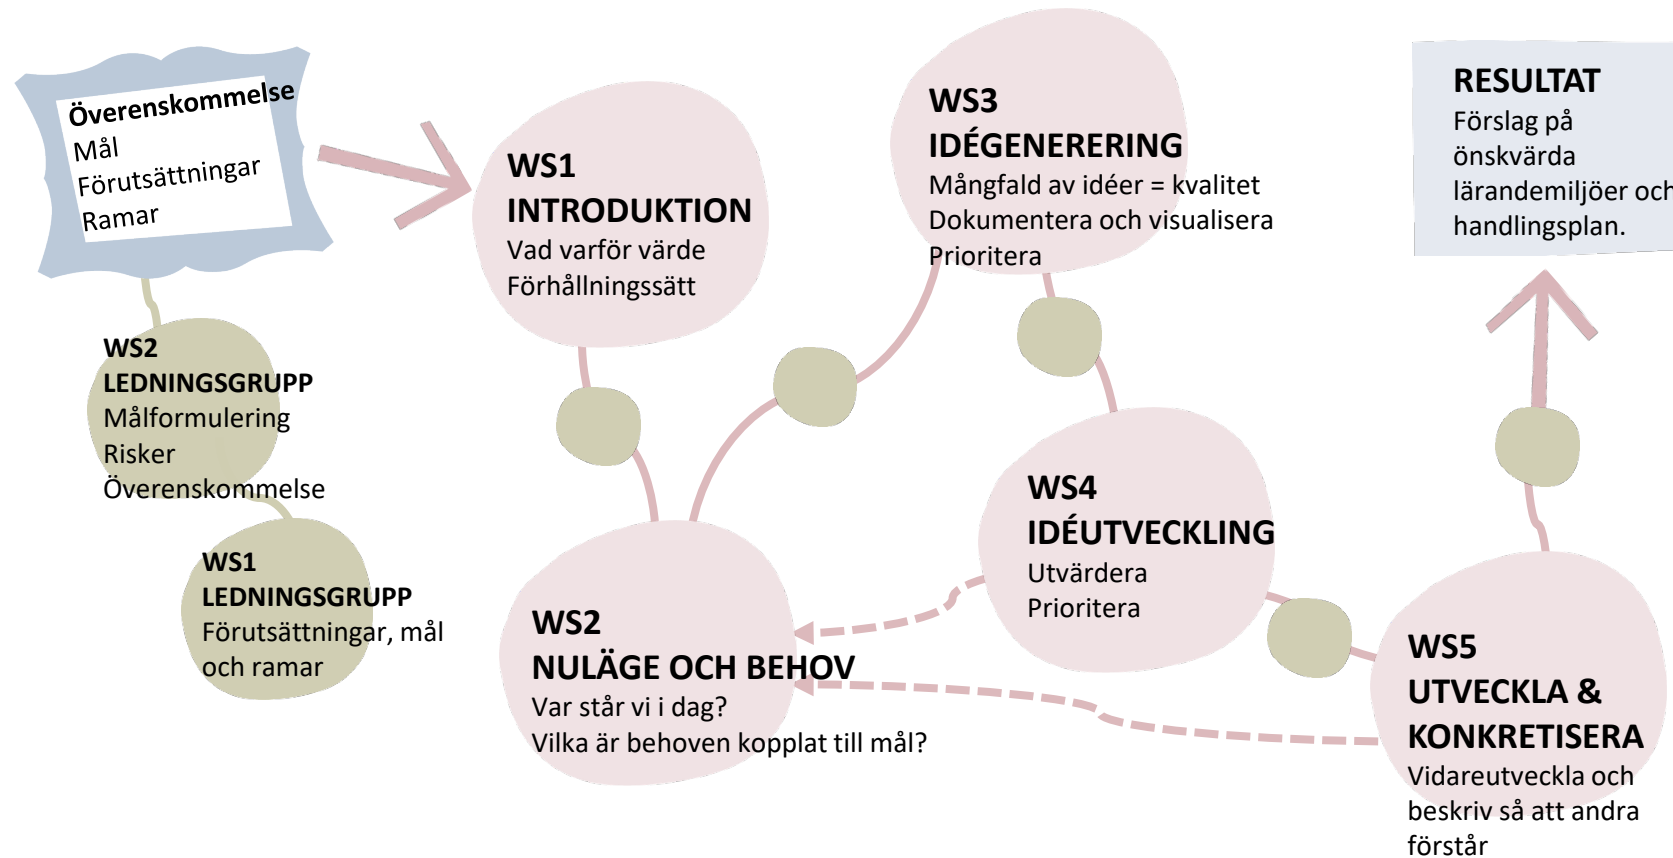 Överenskommelse
Mål
Förutsättningar
Ramar
WS2
LEDNINGSGRUPP
Målformulering
Risker
Överenskommelse
WS1
LEDNINGSGRUPP
Förutsättningar, mål
och ramar
WS1
INTRODUKTION
Vad varför värde
Förhållningssätt
WS2
NULÄGE OCH BEHOV
Var står vi i dag?
Vilka är behoven kopplat till mål?
WS3
IDÉGENERERING
Mångfald av idéer = kvalitet
Dokumentera och visualisera
Prioritera
WS4
IDÉUTVECKLING
Utvärdera
Prioritera
WS5
UTVECKLA &
KONKRETISERA
Vidareutveckla och
beskriv så att andra
förstår
RESULTAT
Förslag på
önskvärda
lärandemiljöer och
handlingsplan.